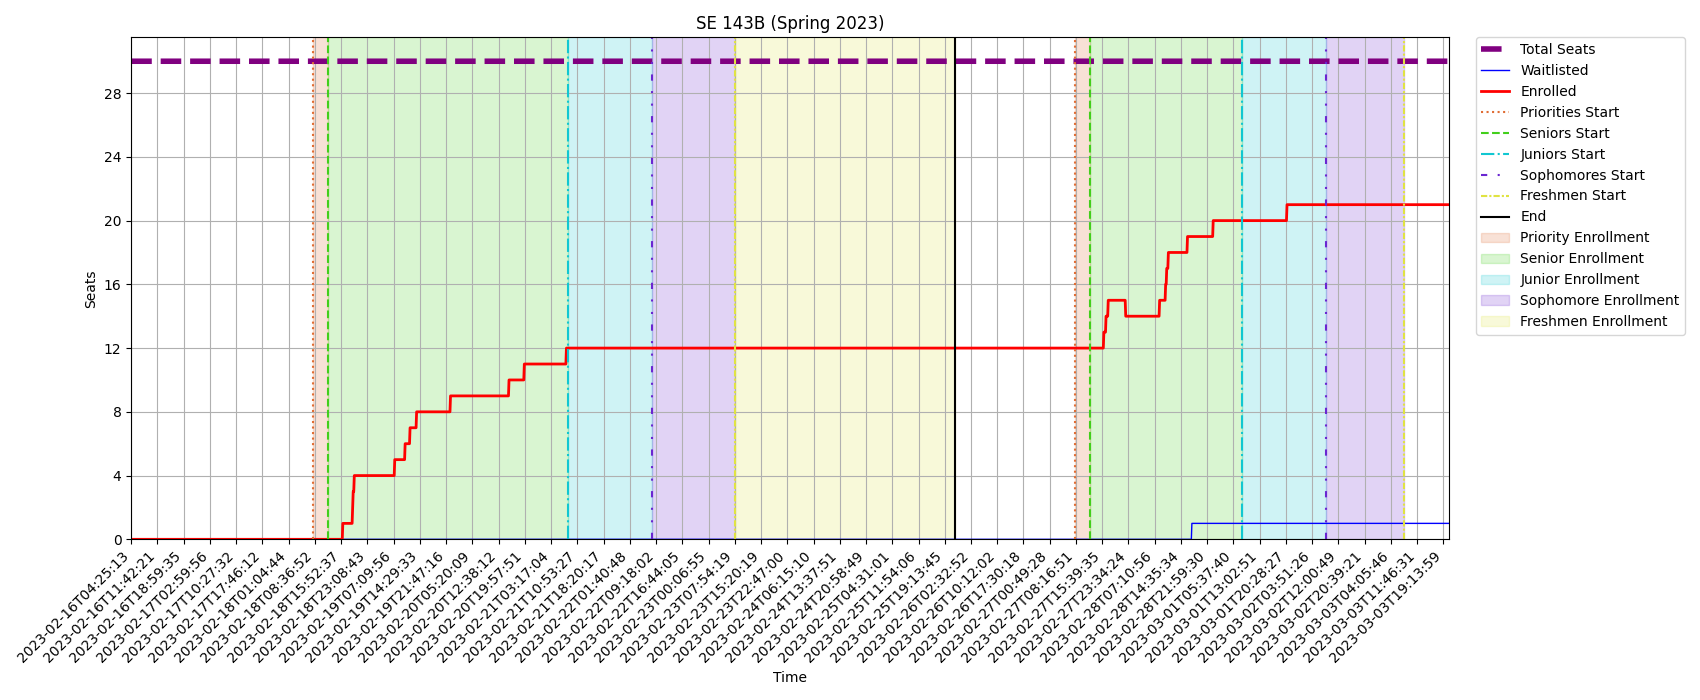 SE 143B (Spring 2023)
Seats
28
24
20
16
12
8
4
0
2023-02-16T04:25:13
2023-02-16T11:42:21
2023-02-16T18:59:35
2023-02-17T02:59:56
2023-02-17T10:27:32
2023-02-17T17:46:12
2023-02-18T01:04:44
2023-02-18T08:36:52
2023-02-18T15:52:37
2023-02-18T23:08:43
2023-02-19T07:09:56
2023-02-19T14:29:33
2023-02-19T21:47:16
2023-02-20T05:20:09
2023-02-20T12:38:12
2023-02-20T19:57:51
2023-02-21T03:17:04
2023-02-21T10:53:27
2023-02-21T18:20:17
2023-02-22T01:40:48
2023-02-22T09:18:02
2023-02-22T16:44:05
2023-02-23T00:06:55
2023-02-23T07:54:19
2023-02-23T15:20:19
2023-02-23T22:47:00
2023-02-24T06:15:10
2023-02-24T13:37:51
2023-02-24T20:58:49
2023-02-25T04:31:01
2023-02-25T11:54:06
2023-02-25T19:13:45
2023-02-26T02:32:52
2023-02-26T10:12:02
2023-02-26T17:30:18
2023-02-27T00:49:28
2023-02-27T08:16:51
2023-02-27T15:39:35
2023-02-27T23:34:24
2023-02-28T07:10:56
2023-02-28T14:35:34
2023-02-28T21:59:30
2023-03-01T05:37:40
2023-03-01T13:02:51
2023-03-01T20:28:27
2023-03-02T03:51:26
2023-03-02T12:00:49
2023-03-02T20:39:21
2023-03-03T04:05:46
2023-03-03T11:46:31
2023-03-03T19:13:59
Time
Total Seats
Waitlisted
Enrolled
Priorities Start
Seniors Start
Juniors Start
Sophomores Start
Freshmen Start
End
Priority Enrollment
Senior Enrollment
Junior Enrollment
Sophomore Enrollment
Freshmen Enrollment